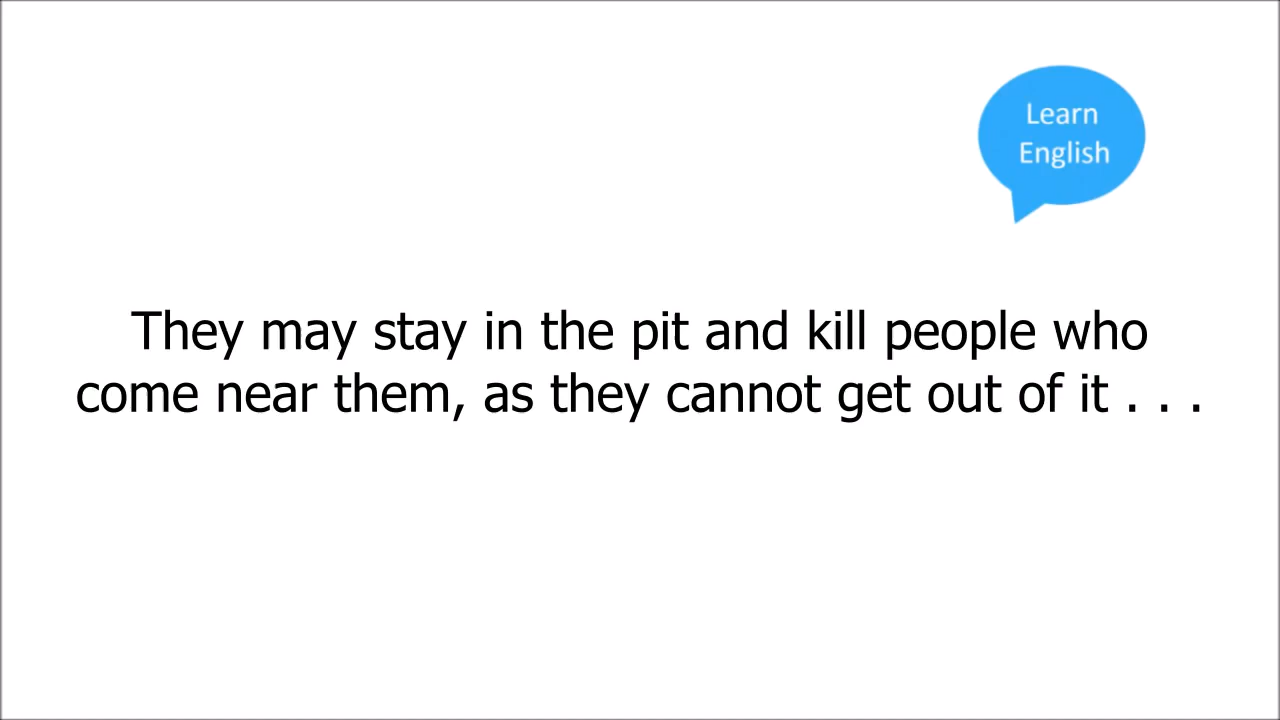 Learn
English
They may stay in the pit and kill people who
come near them, as they cannot get out of it . . .